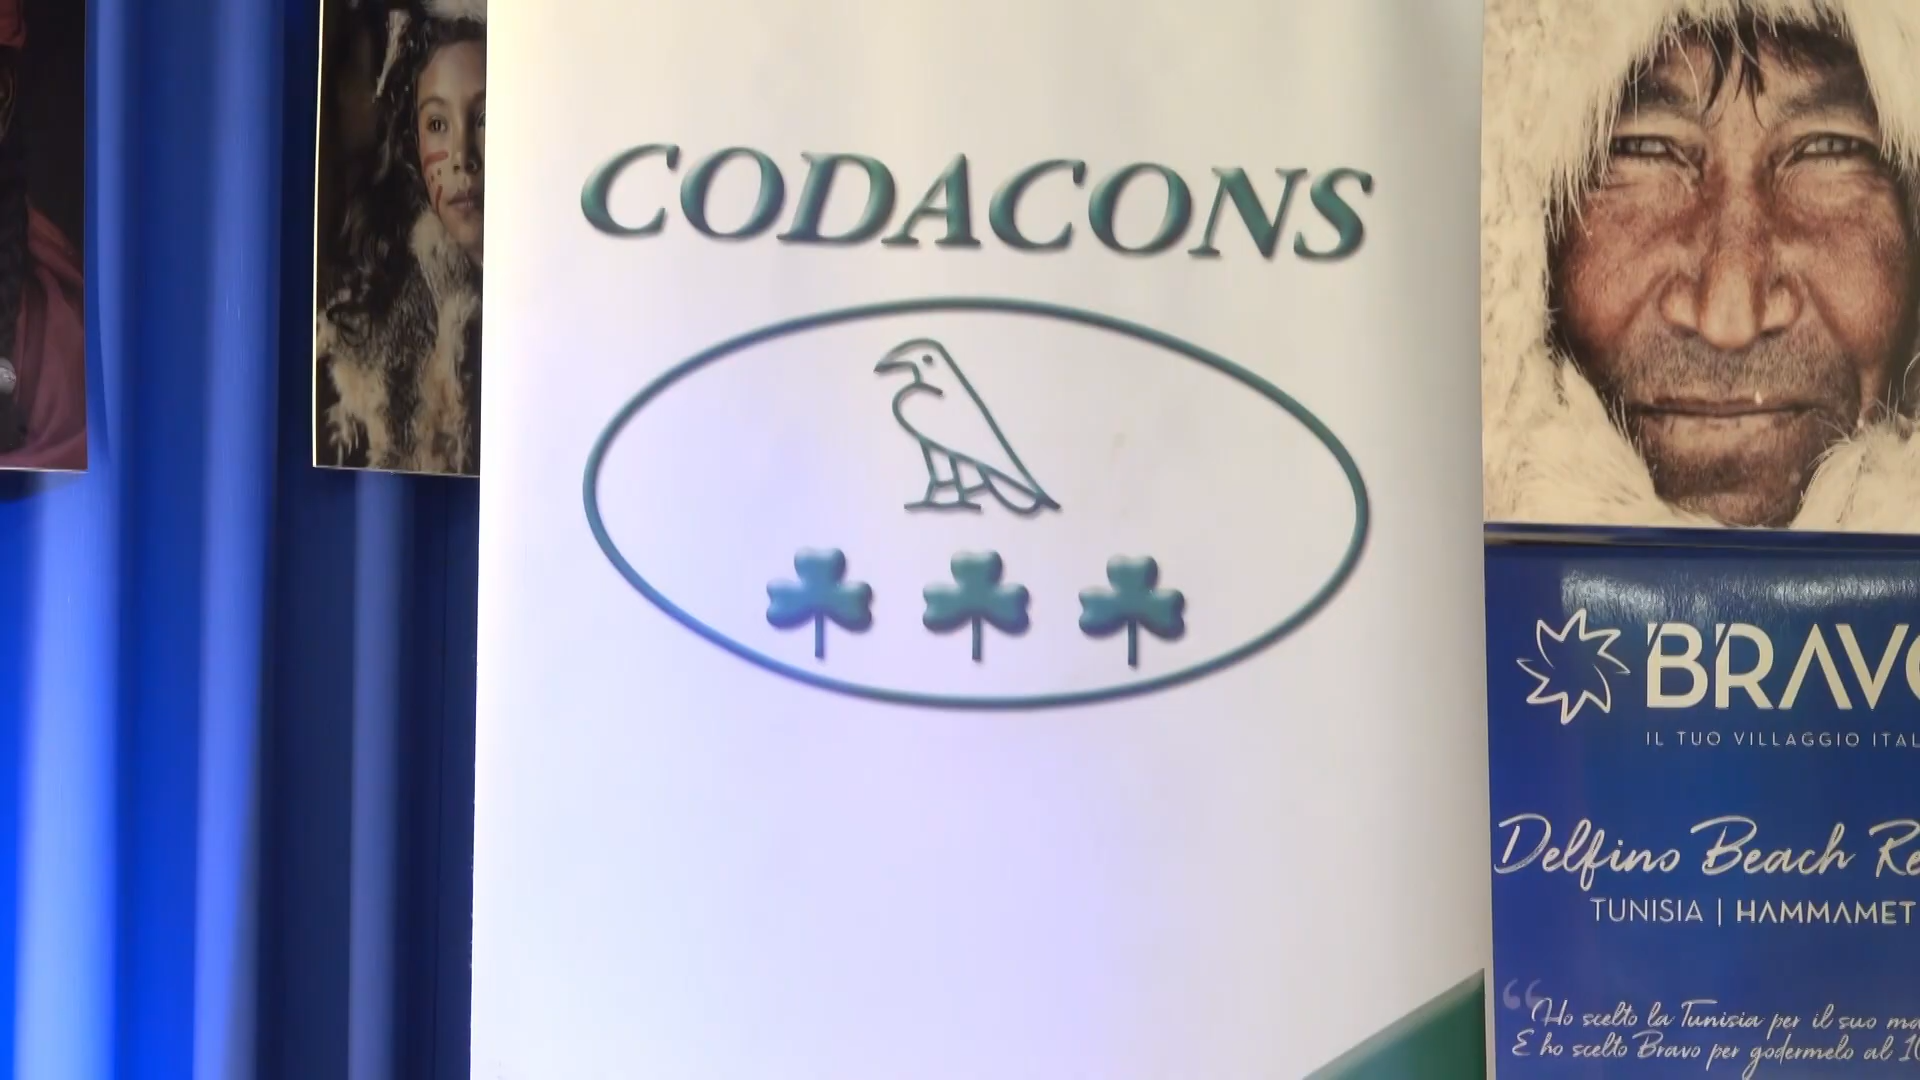 CODACONS
BRAVO
IL TUO VILLAGGIO ITAL
Delfino Beach Re
TUNISIA | HAMMAMET
“Ho scelto la Tunisia per il suo ma
E ho scelto Bravo per godermelo al 10